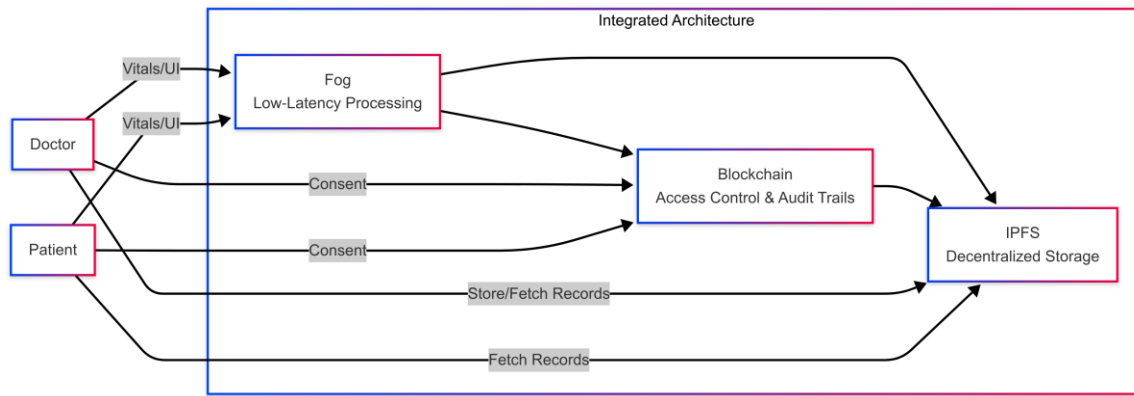 Integrated Architecture
Vitals/UI
Fog
Low-Latency Processing
Vitals/UI
Doctor
Blockchain
Access Control & Audit Trails
Consent
Patient
Consent
IPFS
Decentralized Storage
Store/Fetch Records
Fetch Records